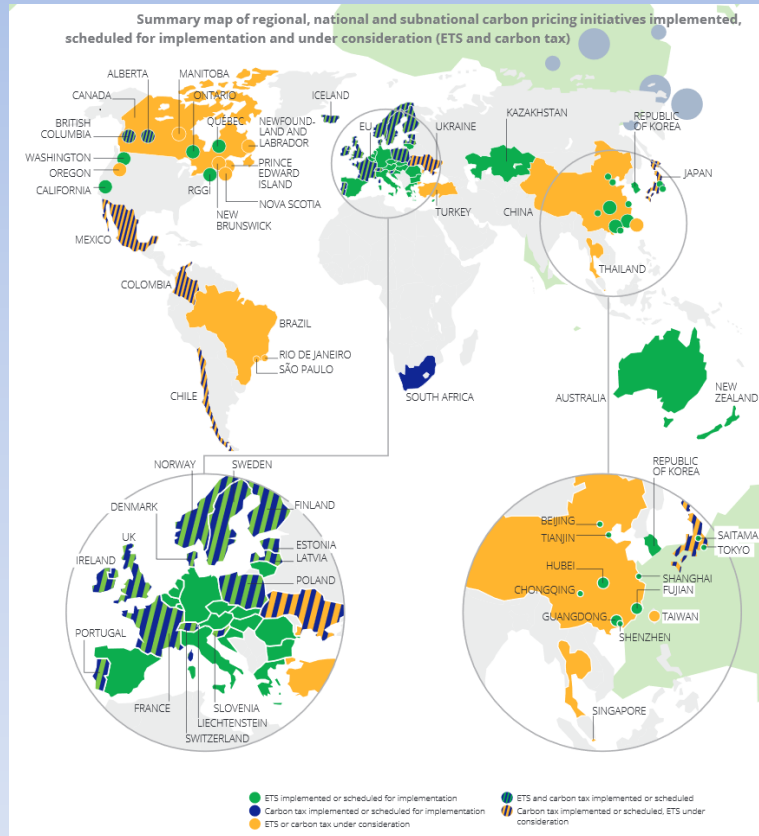 Summary map of regional, national and subnational carbon pricing initiatives implemented,
scheduled for implementation and under consideration (ETS and carbon tax)
ALBERTA
MANITOBA
CANADA
ONTARIO
ICELAND
BRITISH
COLUMBIA
QUÉBEC
NEWFOUND-
LAND AND
LABRADOR
EU
UKRAINE
KAZAKHSTAN
REPUBLIC
OF KOREA
WASHINGTON
OREGON
CALIFORNIA
RGGI
PRINCE
EDWARD
ISLAND
NOVA SCOTIA
NEW
BRUNSWICK
JAPAN
MEXICO
TURKEY
CHINA
COLOMBIA
THAILAND
BRAZIL
RIO DE JANEIRO
SÃO PAULO
CHILE
SOUTH AFRICA
AUSTRALIA
NEW
ZEALAND
NORWAY
SWEDEN
DENMARK
FINLAND
UK
IRELAND
ESTONIA
LATVIA
POLAND
PORTUGAL
FRANCE
SLOVENIA
LIECHTENSTEIN
SWITZERLAND
REPUBLIC
OF KOREA
BEIJING
TIANJIN
SAITAMA
TOKYO
HUBEI
SHANGHAI
FUJIAN
CHONGQING
GUANGDONG
TAIWAN
SHENZHEN
SINGAPORE
ETS implemented or scheduled for implementation
Carbon tax implemented or scheduled for implementation
ETS or carbon tax under consideration
ETS and carbon tax implemented or scheduled
Carbon tax implemented or scheduled, ETS under
consideration